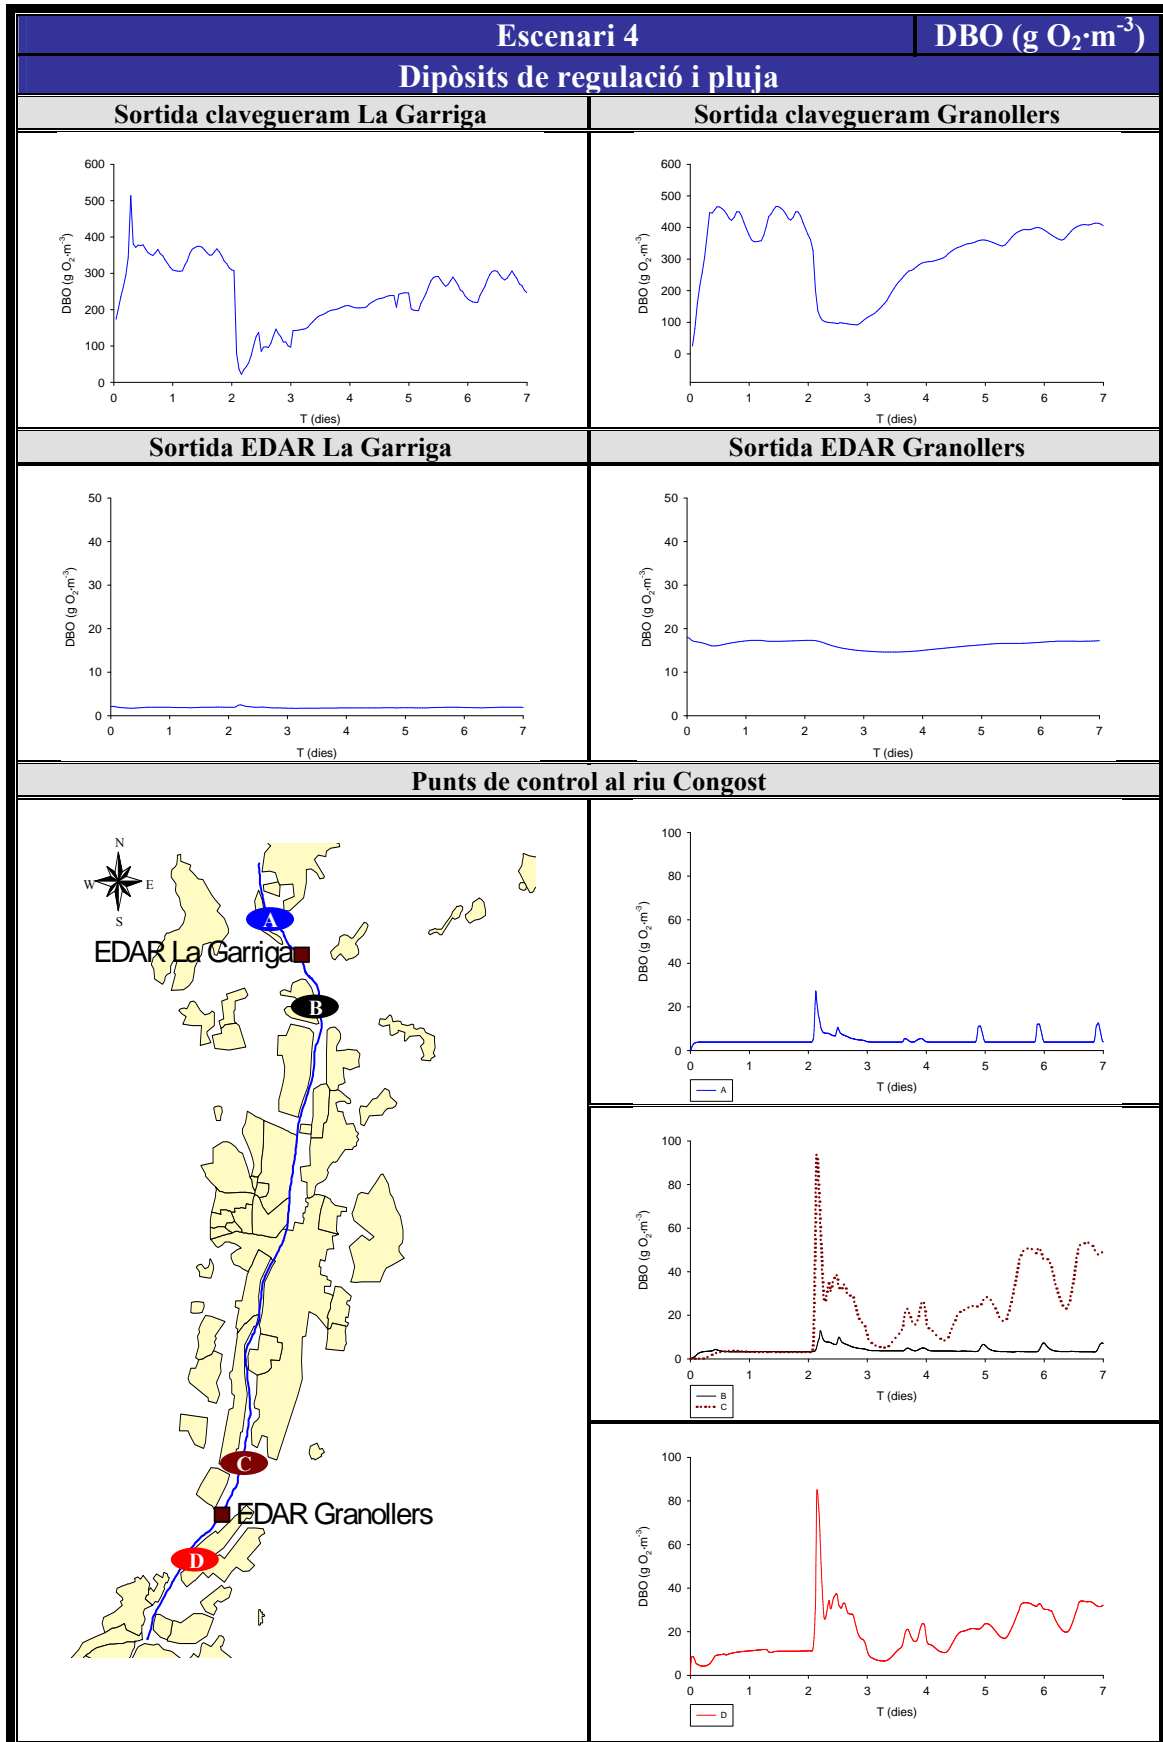 Escenari 4
DBO (g O₂·m⁻³)
Dipòsits de regulació i pluja
Sortida clavegueram La Garriga
Sortida clavegueram Granollers
600
500
400
300
200
100
0
DBO (g O₂·m⁻³)
0 1 2 3 4 5 6 7
T (dies)
600
500
400
300
200
100
0
DBO (g O₂·m⁻³)
0 1 2 3 4 5 6 7
T (dies)
Sortida EDAR La Garriga
Sortida EDAR Granollers
50
40
30
20
10
0
DBO (g O₂·m⁻³)
0 1 2 3 4 5 6 7
T (dies)
50
40
30
20
10
0
DBO (g O₂·m⁻³)
0 1 2 3 4 5 6 7
T (dies)
Punts de control al riu Congost
N
W E
S
A
EDAR La Garriga
B
C
EDAR Granollers
D
100
80
60
40
20
0
DBO (g O₂·m⁻³)
0 1 2 3 4 5 6 7
T (dies)
A
100
80
60
40
20
0
DBO (g O₂·m⁻³)
0 1 2 3 4 5 6 7
T (dies)
B
C
100
80
60
40
20
0
DBO (g O₂·m⁻³)
0 1 2 3 4 5 6 7
T (dies)
D